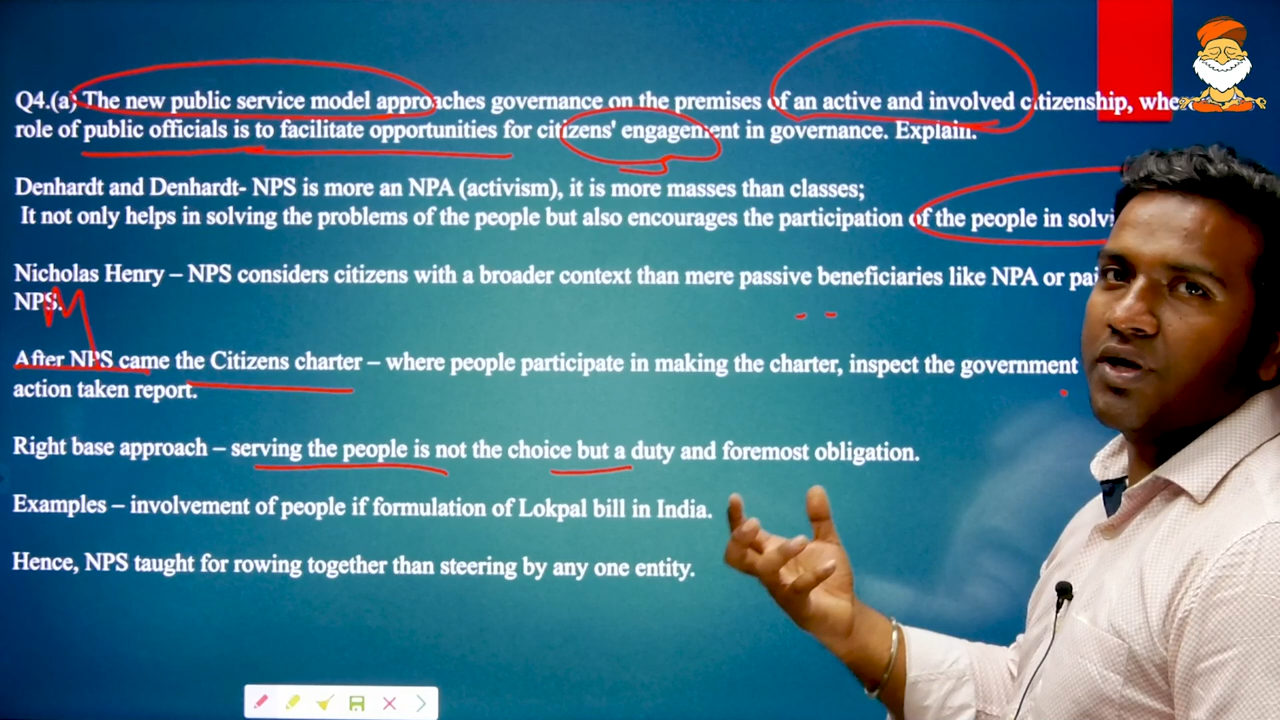 Q4.(a) The new public service model approaches governance on the premises of an active and involved citizenship,
role of public officials is to facilitate opportunities for citizens' engagement in governance. Explain.
Denhardt and Denhardt- NPS is more an NPA (activism), it is more masses than classes;
It not only helps in solving the problems of the people but also encourages the participation of the people in
Nicholas Henry – NPS considers citizens with a broader context than mere passive beneficiaries like NPA or
NPS.
After NPS came the Citizens charter – where people participate in making the charter, inspect the government
action taken report.
Right base approach – serving the people is not the choice but a duty and foremost obligation.
Examples – involvement of people if formulation of Lokpal bill in India.
Hence, NPS taught for rowing together than steering by any one entity.